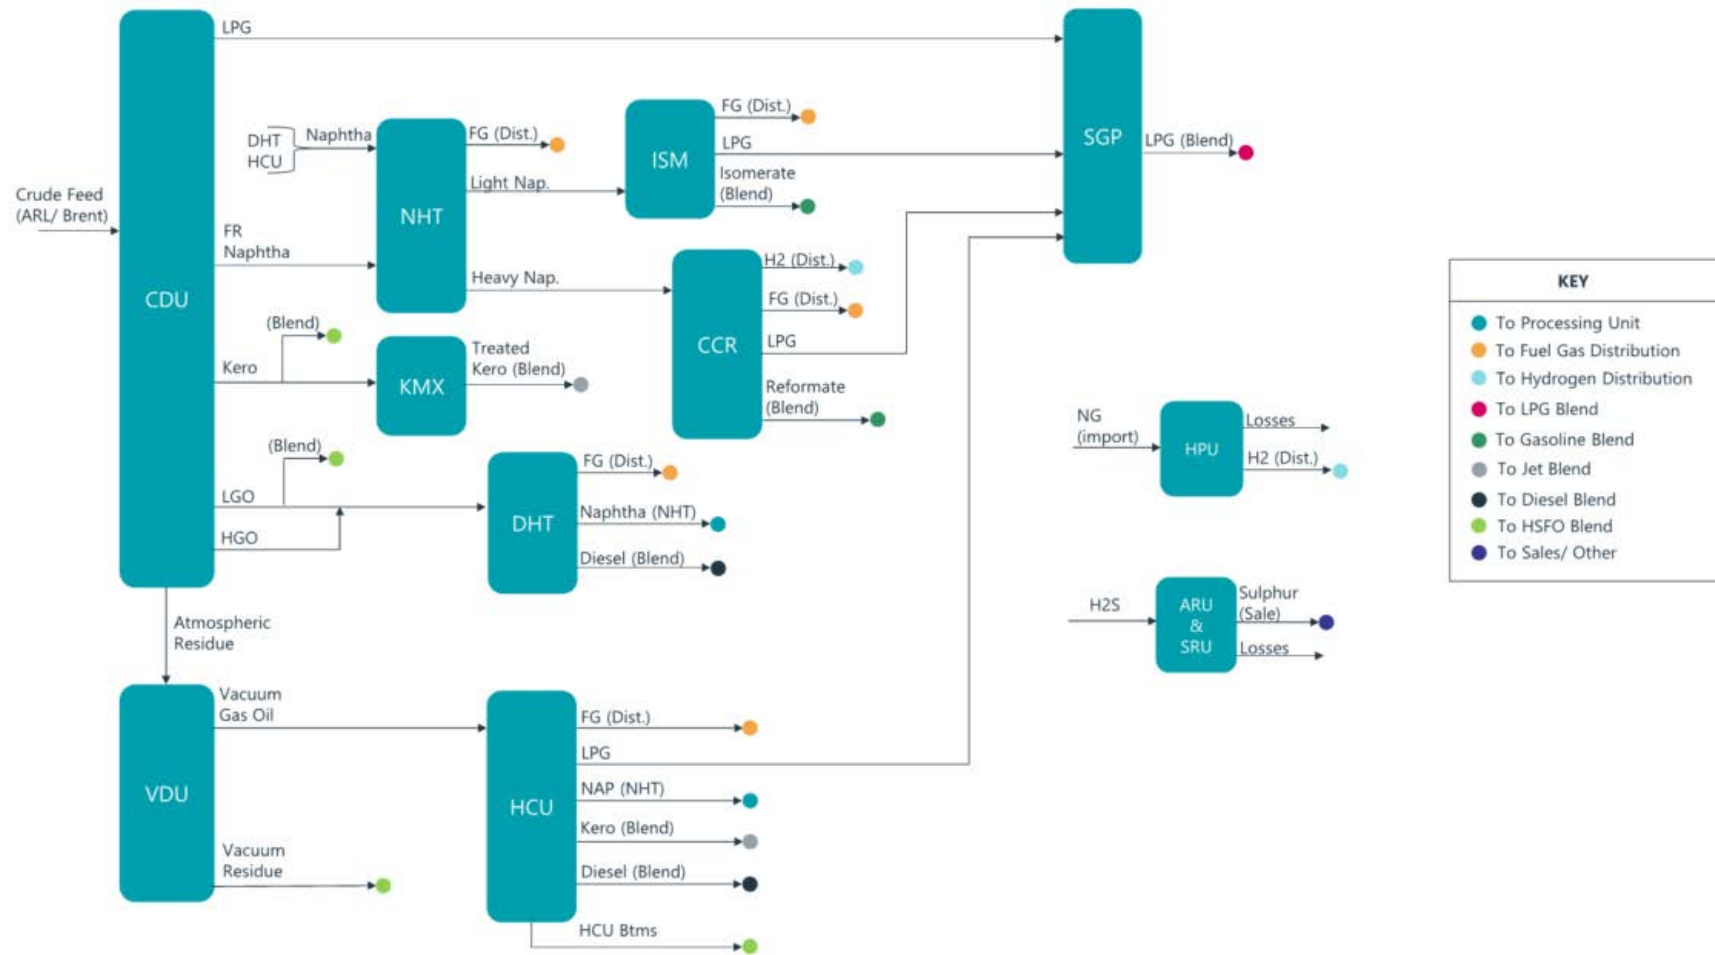 LPG
SGP
FG (Dist.)
ISM
LPG
Isomerate
(Blend)
LPG (Blend)
DHT
HCU
Naphtha
FG (Dist.)
Light Nap.
NHT
Crude Feed
(ARL/ Brent)
FR
Naphtha
Heavy Nap.
CDU
H2 (Dist.)
FG (Dist.)
CCR
LPG
Reformate
(Blend)
(Blend)
Kero
KMX
Treated
Kero (Blend)
(Blend)
LGO
HGO
DHT
FG (Dist.)
Naphtha (NHT)
Diesel (Blend)
Atmospheric
Residue
VDU
Vacuum
Gas Oil
Vacuum
Residue
HCU
FG (Dist.)
LPG
NAP (NHT)
Kero (Blend)
Diesel (Blend)
HCU Btms
NG
(import)
HPU
Losses
H2 (Dist.)
H2S
ARU
&
SRU
Sulphur
(Sale)
Losses
KEY
To Processing Unit
To Fuel Gas Distribution
To Hydrogen Distribution
To LPG Blend
To Gasoline Blend
To Jet Blend
To Diesel Blend
To HSFO Blend
To Sales/ Other